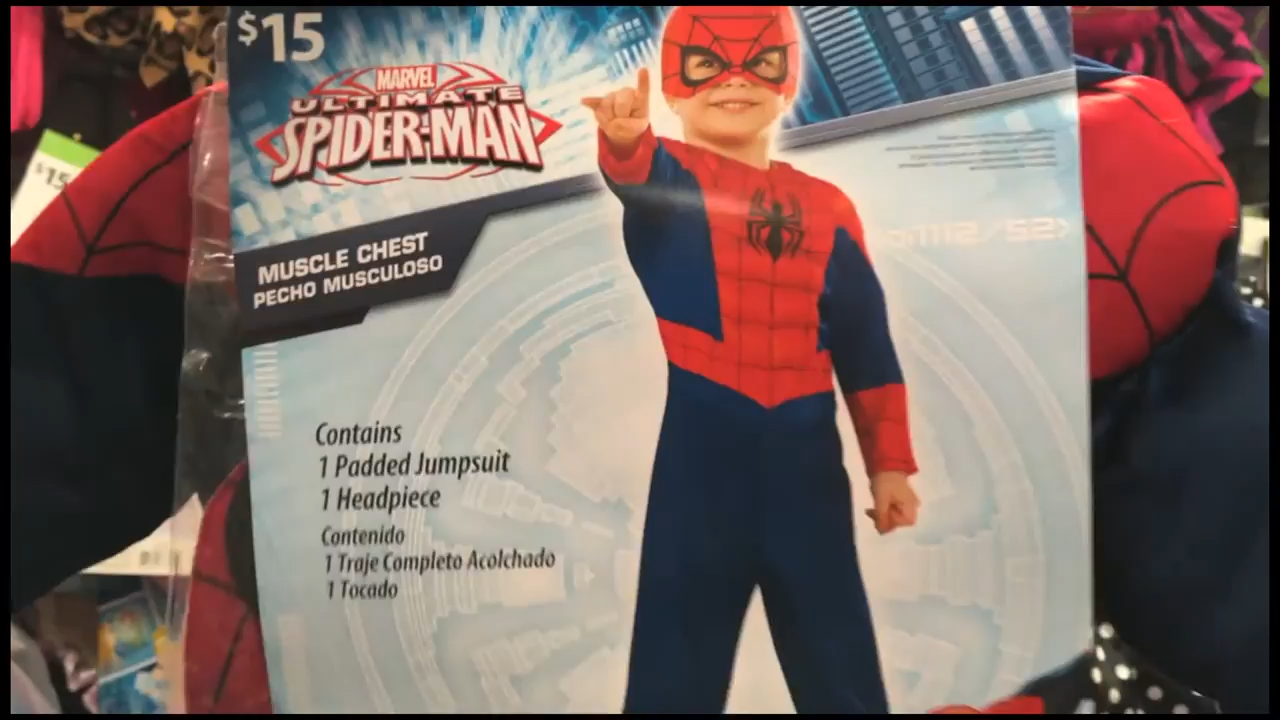 $15
MARVEL
ULTIMATE
SPIDER-MAN
MUSCLE CHEST
PECHO MUSCULOSO
Contains
1 Padded Jumpsuit
1 Headpiece
Contenido
1 Traje Completo Acolchado
1 Tocado
$15